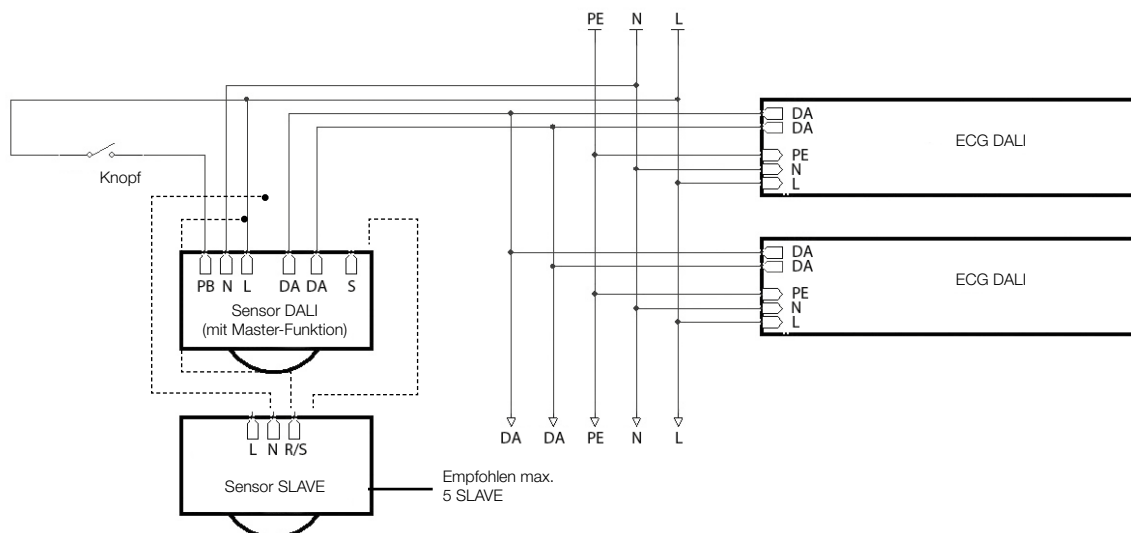 PE N L
DA
DA
ECG DALI
PE
N
L
Knopf
PB N L DA DA S
Sensor DALI
(mit Master-Funktion)
DA
DA
ECG DALI
PE
N
L
DA DA PE N L
L N R/S
Sensor SLAVE
Empfohlen max.
5 SLAVE